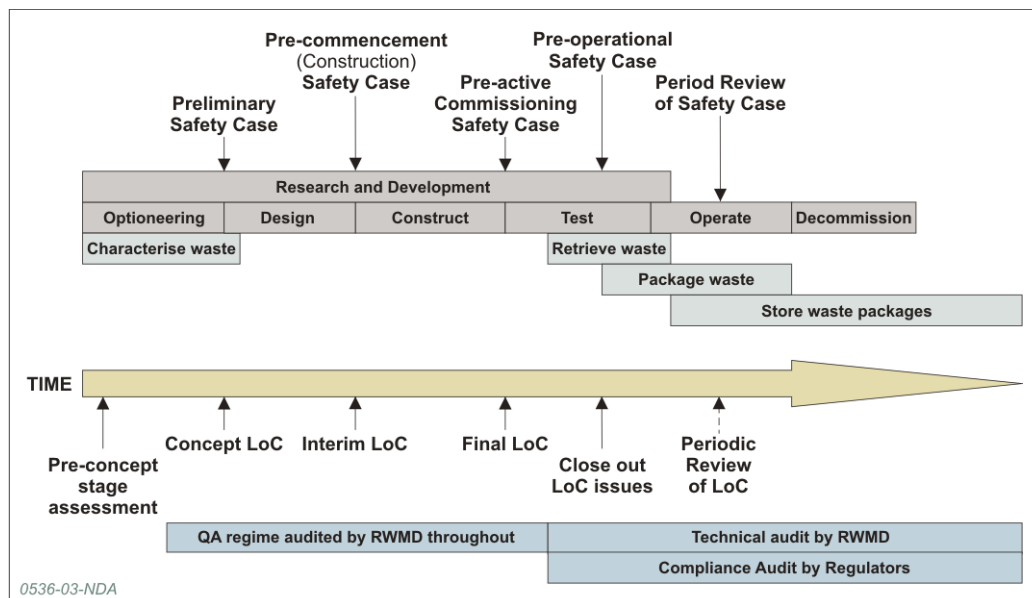 Pre-commencement
(Construction)
Safety Case
Pre-operational
Safety Case
Preliminary
Safety Case
Pre-active
Commissioning
Safety Case
Period Review
of Safety Case
Research and Development
Optioneering
Design
Construct
Test
Operate
Decommission
Characterise waste
Retrieve waste
Package waste
Store waste packages
TIME
Pre-concept
stage
assessment
Concept LoC
Interim LoC
Final LoC
Close out
LoC issues
Periodic
Review
of LoC
QA regime audited by RWMD throughout
Technical audit by RWMD
Compliance Audit by Regulators
0536-03-NDA